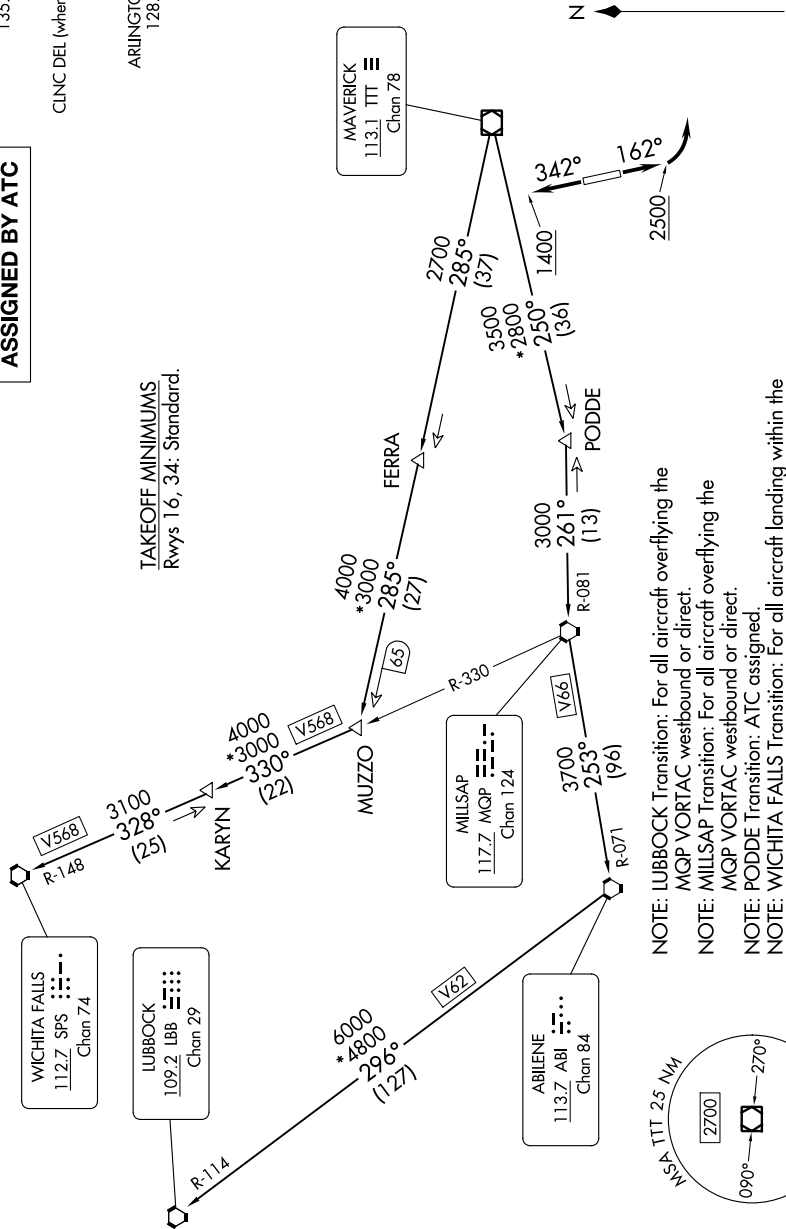 135.
CLNC DEL (when
ARLINGTO
128.
ASSIGNED BY ATC
N
TAKEOFF MINIMUMS
Rwys 16, 34: Standard.
MAVERICK
113.1 TTT
Chan 78
342°
162°
1400
2500
2700
285°
(37)
3500
*2800
250°
(36)
FERRA
PODDE
4000
*3000
285°
(27)
3000
261°
(13)
R-081
65
R-330
MUZZO
4000
*3000
330°
(22)
V568
KARYN
3100
328°
(25)
V568
R-148
WICHITA FALLS
112.7 SPS
Chan 74
LUBBOCK
109.2 LBB
Chan 29
MILLSAP
117.7 MQP
Chan 124
V66
3700
253°
(96)
R-071
V62
6000
*4800
296°
(127)
R-114
ABILENE
113.7 ABI
Chan 84
MSA TTT 25 NM
2700
090°
270°
NOTE: LUBBOCK Transition: For all aircraft overflying the
MQP VORTAC westbound or direct.
NOTE: MILLSAP Transition: For all aircraft overflying the
MQP VORTAC westbound or direct.
NOTE: PODDE Transition: ATC assigned.
NOTE: WICHITA FALLS Transition: For all aircraft landing within the